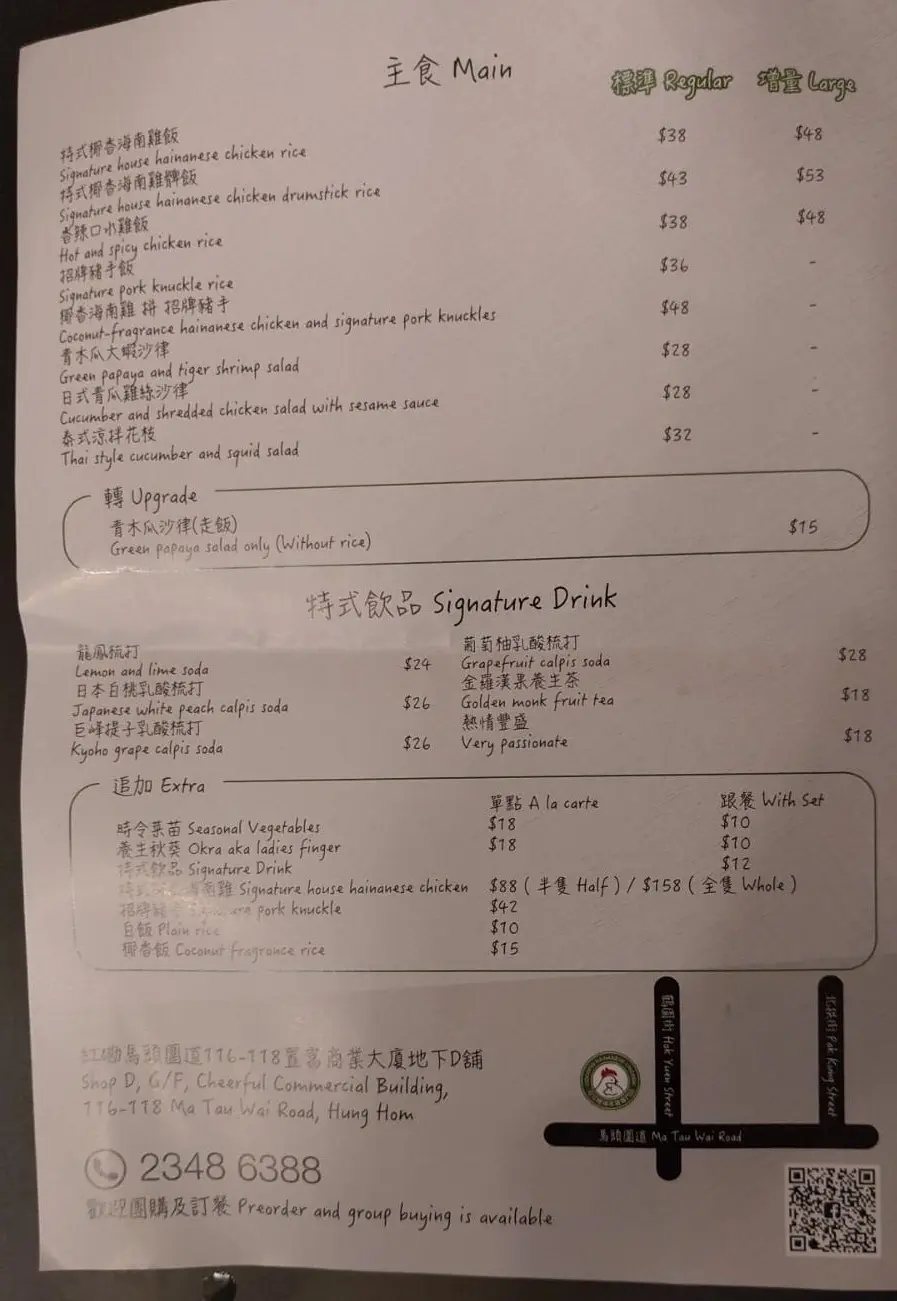 主食 Main
標準 Regular 增量 Large
特式椰香海南雞飯 $38 $48
Signature house hainanese chicken rice
特式椰香海南雞髀飯 $43 $53
Signature house hainanese chicken drumstick rice
香辣口水雞飯 $38 $48
Hot and spicy chicken rice
招牌豬手飯 $36 -
Signature pork knuckle rice
椰香海南雞 拼 招牌豬手 $48 -
Coconut-fragrance hainanese chicken and signature pork knuckles
青木瓜大蝦沙律 $28 -
Green papaya and tiger shrimp salad
日式青瓜雞絲沙律 $28 -
Cucumber and shredded chicken salad with sesame sauce
泰式涼拌花枝 $32 -
Thai style cucumber and squid salad
轉 Upgrade
青木瓜沙律(走飯) $15
Green papaya salad only (Without rice)
特式飲品 Signature Drink
龍鳳梳打
Lemon and lime soda $24
日本白桃乳酸梳打
Japanese white peach calpis soda $26
巨峰提子乳酸梳打
Kyoho grape calpis soda $26
葡萄柚乳酸梳打
Grapefruit calpis soda $28
金羅漢果養生茶
Golden monk fruit tea $18
熱情豐盛
Very passionate $18
追加 Extra
單點 A la carte 跟餐 With Set
時令菜苗 Seasonal Vegetables $18 $10
養生秋葵 Okra aka ladies finger $18 $10
特式飲品 Signature Drink $12
特式 海南雞 Signature house hainanese chicken $88 ( 半隻 Half ) / $158 ( 全隻 Whole )
招牌豬手 Signature pork knuckle $42
白飯 Plain rice $10
椰香飯 Coconut fragrance rice $15
紅磡馬頭圍道116-118置富商業大廈地下D舖
Shop D, G/F, Cheerful Commercial Building,
116-118 Ma Tau Wai Road, Hung Hom
2348 6388
歡迎團購及訂餐 Preorder and group buying is available
鶴園街 Hok Yuen Street
北拱街 Pak Kung Street
馬頭圍道 Ma Tau Wai Road